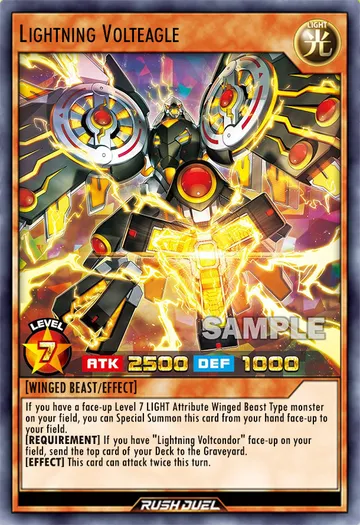 LIGHTNING VOLTEAGLE
LIGHT
光
SAMPLE
LEVEL
7
ATK 2500 DEF 1000
[WINGED BEAST/EFFECT]
If you have a face-up Level 7 LIGHT Attribute Winged Beast Type monster
on your field, you can Special Summon this card from your hand face-up to
your field.
[REQUIREMENT] If you have "Lightning Voltcondor" face-up on your field,
send the top card of your Deck to the Graveyard.
[EFFECT] This card can attack twice this turn.
RUSH DUEL